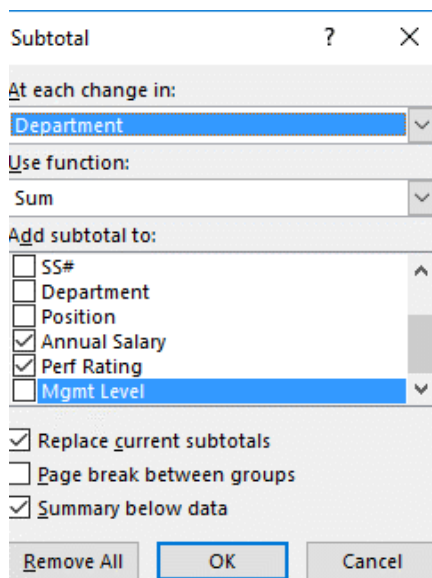 Subtotal ?
At each change in:
Department
Use function:
Sum
Add subtotal to:
SS#
Department
Position
Annual Salary
Perf Rating
Mgmt Level
Replace current subtotals
Page break between groups
Summary below data
Remove All OK Cancel